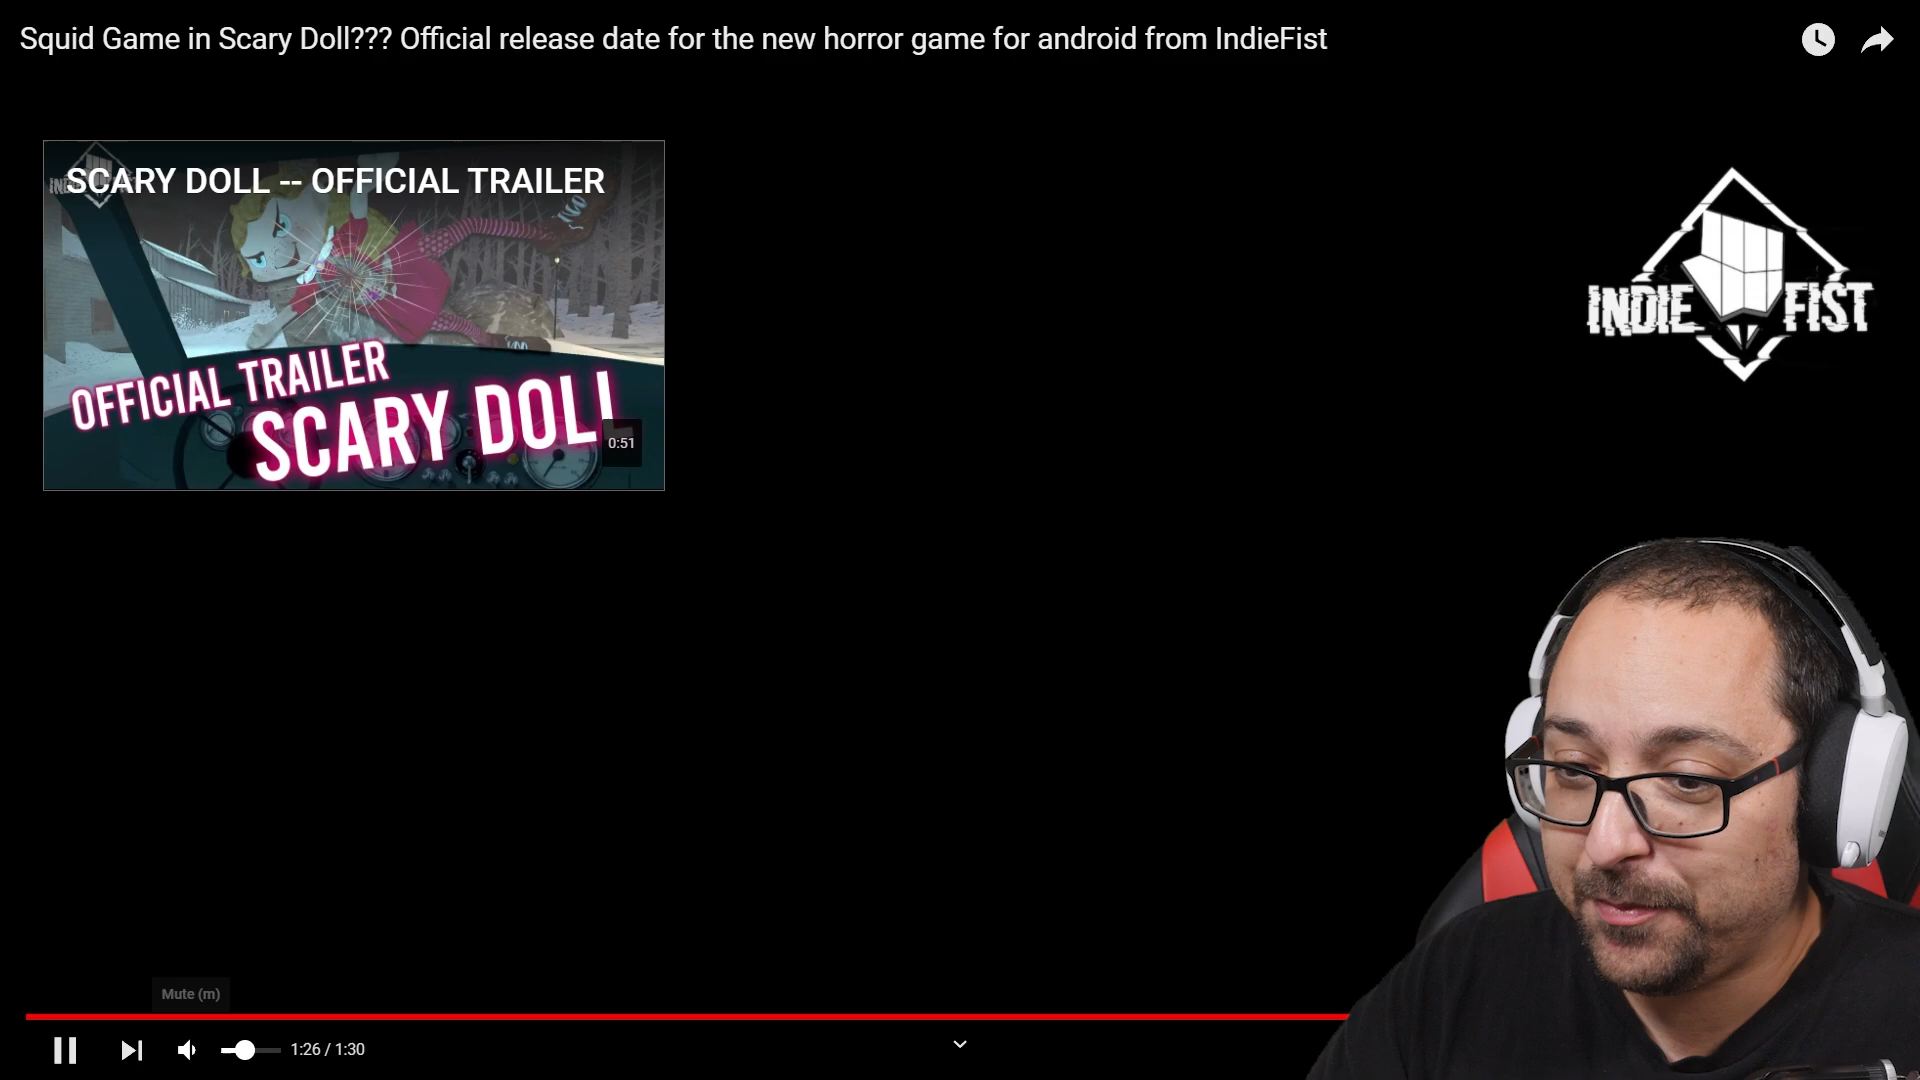 Squid Game in Scary Doll??? Official release date for the new horror game for android from IndieFist
SCARY DOLL -- OFFICIAL TRAILER
OFFICIAL TRAILER
SCARY DOLL
0:51
INDIE FIST
Mute (m)
1:26 / 1:30